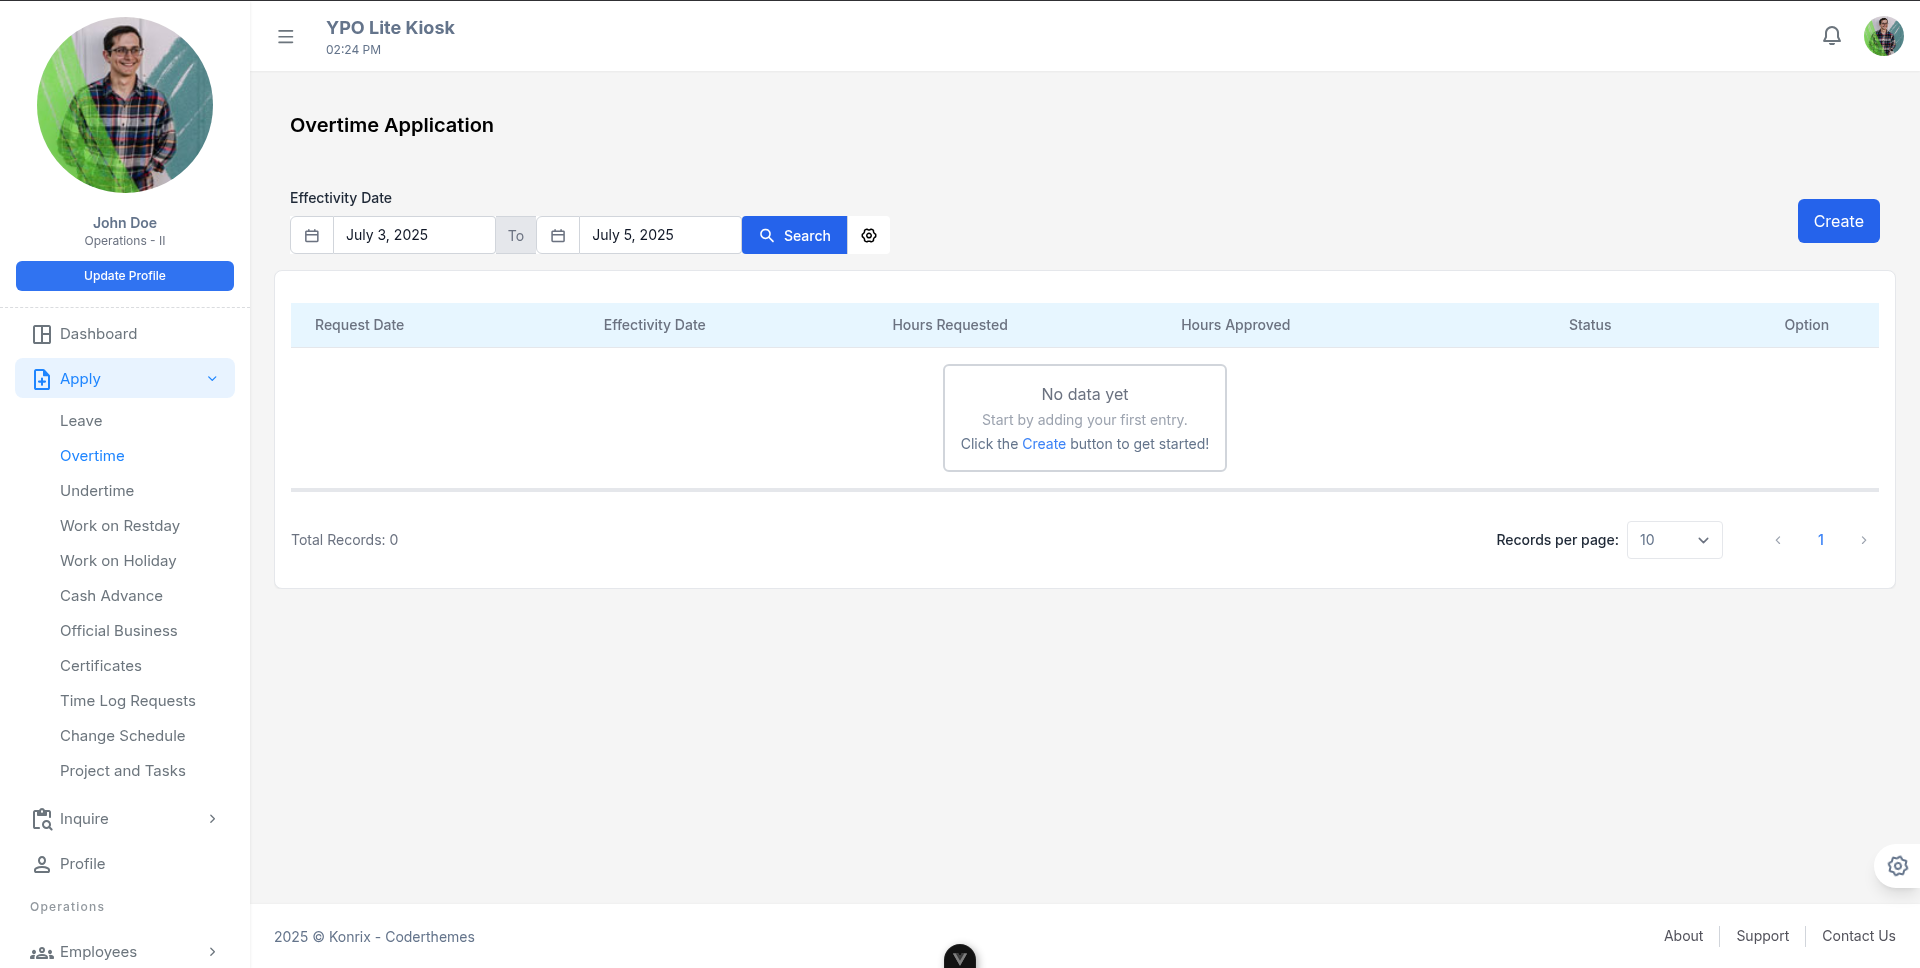 YPO Lite Kiosk
02:24 PM
John Doe
Operations - II
Update Profile
Dashboard
Apply
Leave
Overtime
Undertime
Work on Restday
Work on Holiday
Cash Advance
Official Business
Certificates
Time Log Requests
Change Schedule
Project and Tasks
Inquire
Profile
Operations
Employees
Overtime Application
Effectivity Date
July 3, 2025 To July 5, 2025 Search
Create
Request Date Effectivity Date Hours Requested Hours Approved Status Option
No data yet
Start by adding your first entry.
Click the Create button to get started!
Total Records: 0 Records per page: 10 1
2025 © Konrix - Coderthemes About Support Contact Us